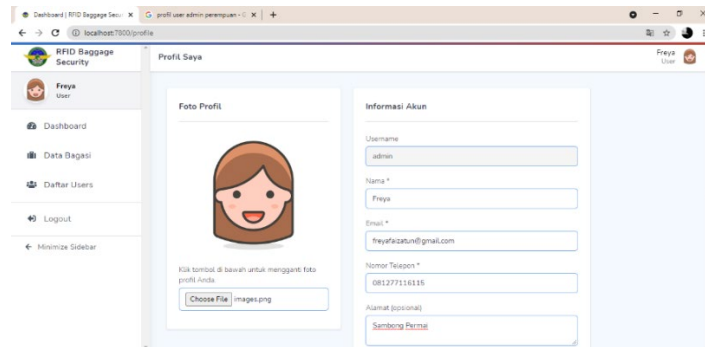 Dashboard | RFID Baggage Secu
profil user admin perempuan - G
localhost:7800/profile
RFID Baggage
Security
Profil Saya
Freya
User
Freya
User
Dashboard
Data Bagasi
Daftar Users
Logout
Minimize Sidebar
Foto Profil
Klik tombol di bawah untuk mengganti foto
profil Anda
Choose File images.png
Informasi Akun
Username
admin
Nama *
Freya
Email *
freyafaizatun@gmail.com
Nomor Telepon *
081277116115
Alamat (opsional)
Sambong Permai